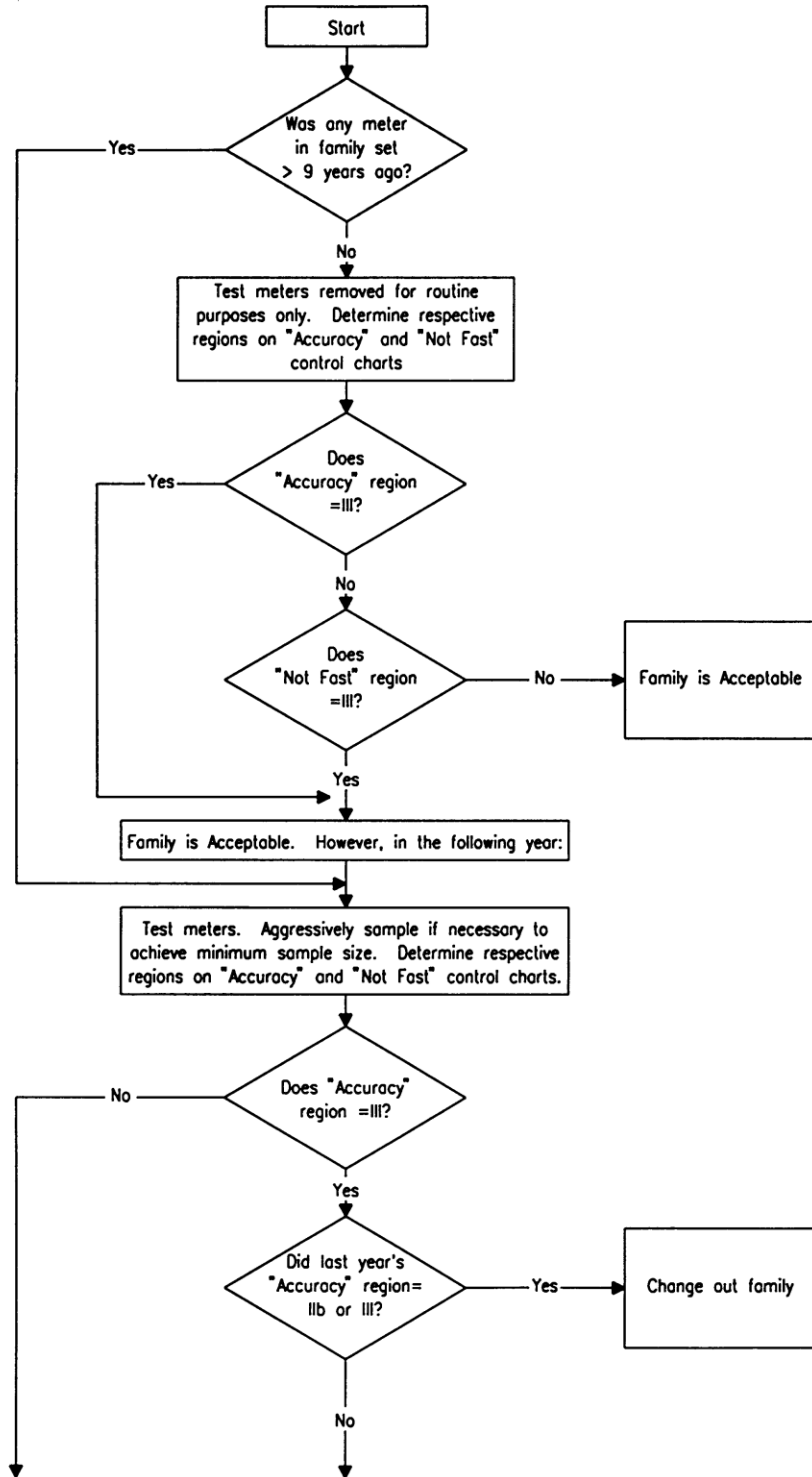 Start
Was any meter
in family set
> 9 years ago?
Yes
No
Test meters removed for routine
purposes only. Determine respective
regions on "Accuracy" and "Not Fast"
control charts
Does
"Accuracy" region
=III?
Yes
No
Does
"Not Fast" region
=III?
No
Family is Acceptable
Yes
Family is Acceptable. However, in the following year:
Test meters. Aggressively sample if necessary to
achieve minimum sample size. Determine respective
regions on "Accuracy" and "Not Fast" control charts.
Does "Accuracy"
region =III?
No
Yes
Did last year's
"Accuracy" region=
IIb or III?
Yes
Change out family
No